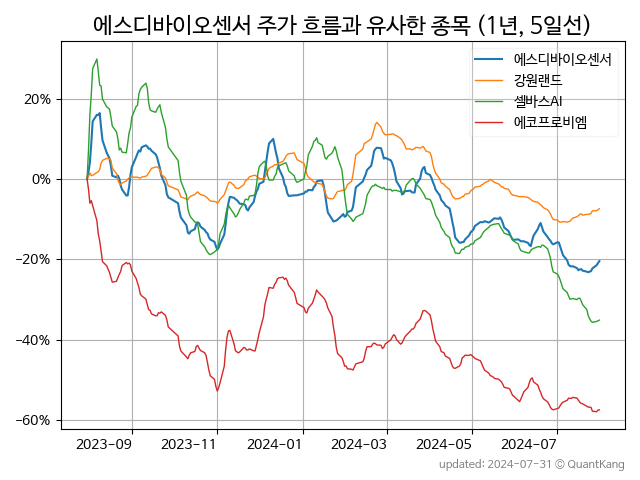 에스디바이오센서 주가 흐름과 유사한 종목 (1년, 5일선)
에스디바이오센서
강원랜드
셀바스AI
에코프로비엠
20%
0%
−20%
−40%
−60%
2023-09 2023-11 2024-01 2024-03 2024-05 2024-07
updated: 2024-07-31 © QuantKang